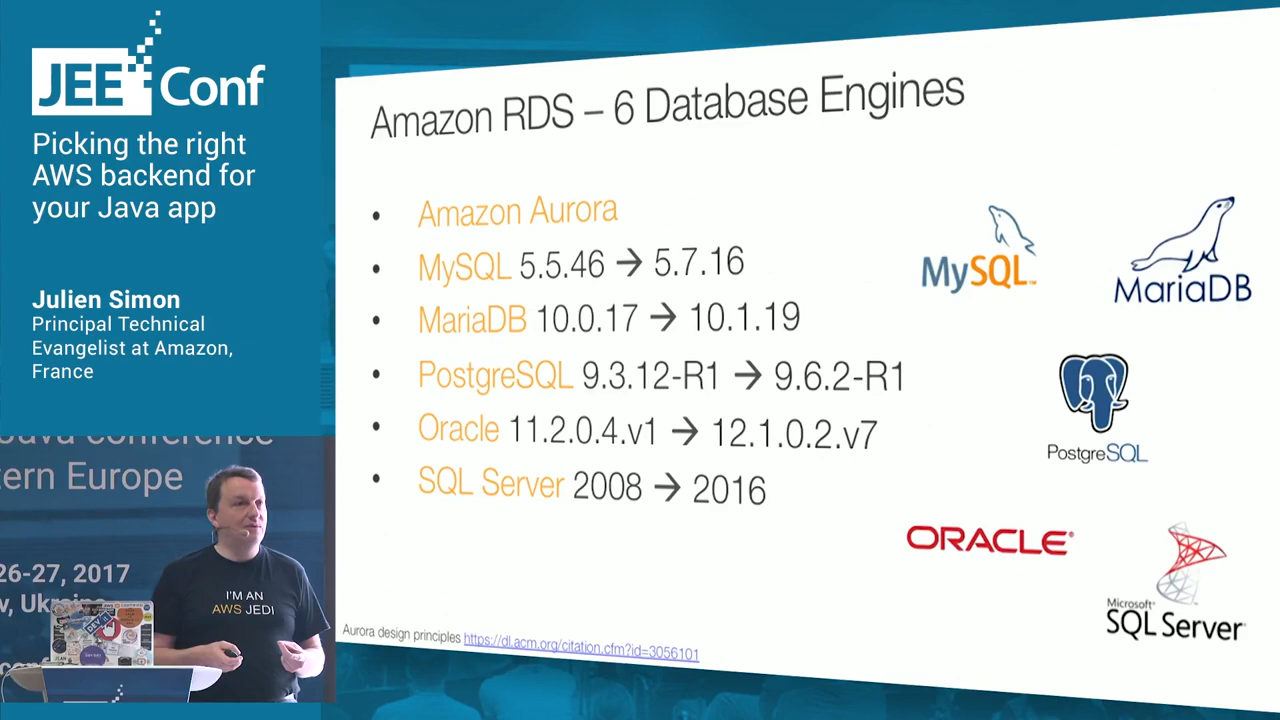 JEE Conf
Picking the right
AWS backend for
your Java app
Julien Simon
Principal Technical
Evangelist at Amazon,
France
Java conference
tern Europe
26-27, 2017
v, Ukraine
I'M AN
AWS JEDI
Amazon RDS – 6 Database Engines
• Amazon Aurora
• MySQL 5.5.46 → 5.7.16
• MariaDB 10.0.17 → 10.1.19
• PostgreSQL 9.3.12-R1 → 9.6.2-R1
• Oracle 11.2.0.4.v1 → 12.1.0.2.v7
• SQL Server 2008 → 2016
MySQL™
MariaDB
PostgreSQL
ORACLE®
Microsoft®
SQL Server®
Aurora design principles https://dl.acm.org/citation.cfm?id=3056101